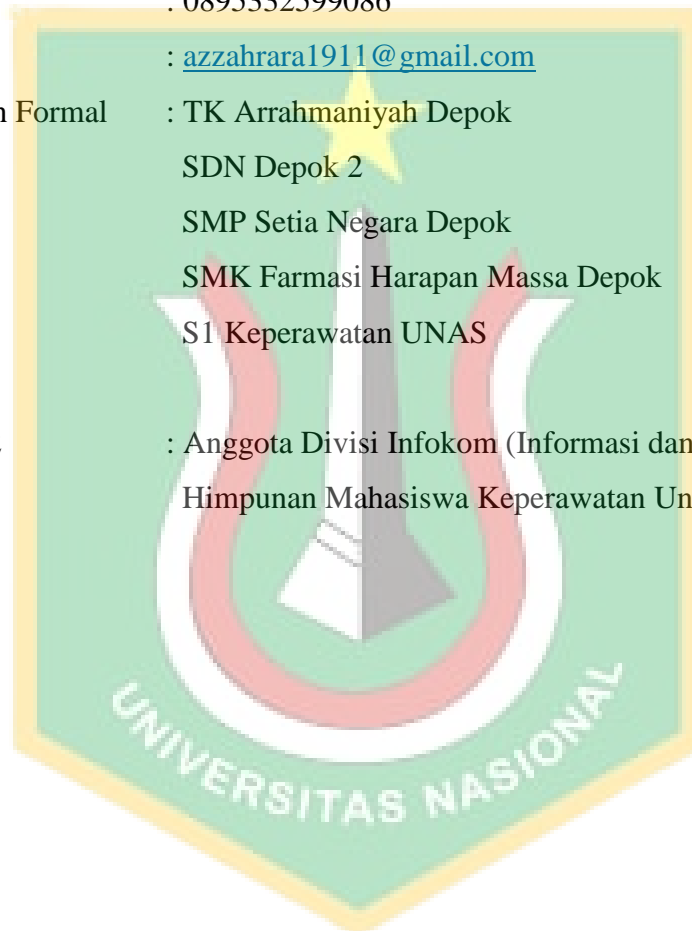 : 0895332599086
: azzahrara1911@gmail.com
Formal : TK Arrahmaniyah Depok
SDN Depok 2
SMP Setia Negara Depok
SMK Farmasi Harapan Massa Depok
S1 Keperawatan UNAS
: Anggota Divisi Infokom (Informasi dan
Himpunan Mahasiswa Keperawatan Un
UNIVERSITAS NASIONAL